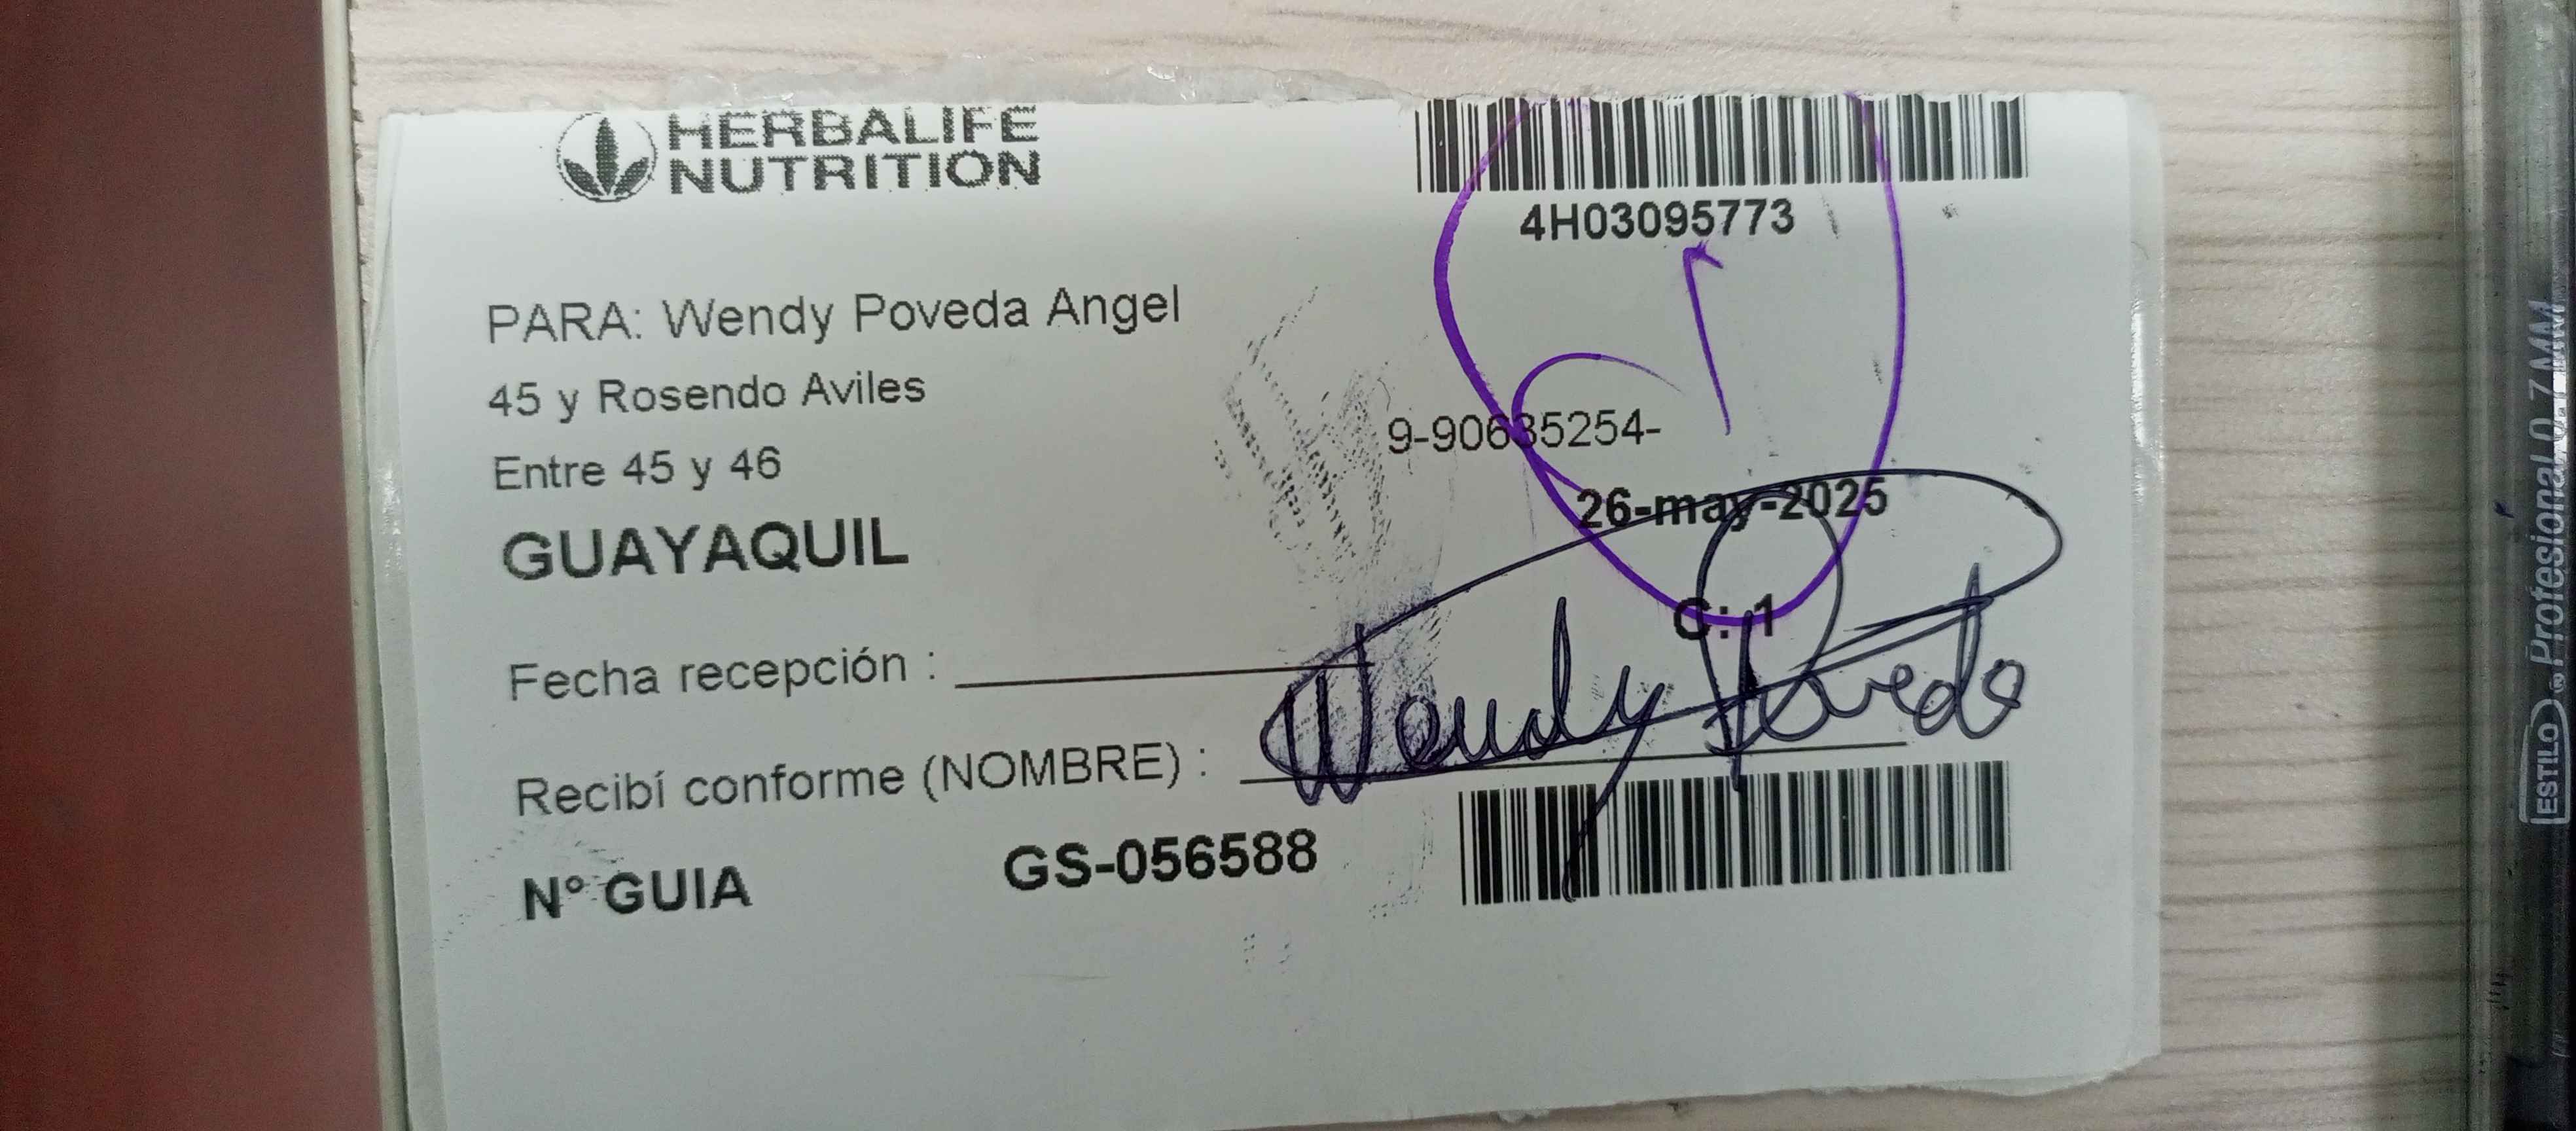 HERBALIFE
NUTRITION
4H03095773
PARA: Wendy Poveda Angel
45 y Rosendo Aviles
9-90635254-
Entre 45 y 46
26-may-2025
GUAYAQUIL
C: 1
Fecha recepción :
Recibí conforme (NOMBRE) : Wendy Poveda
N° GUIA GS-056588
ESTILO ® Profesional 0.7 MM